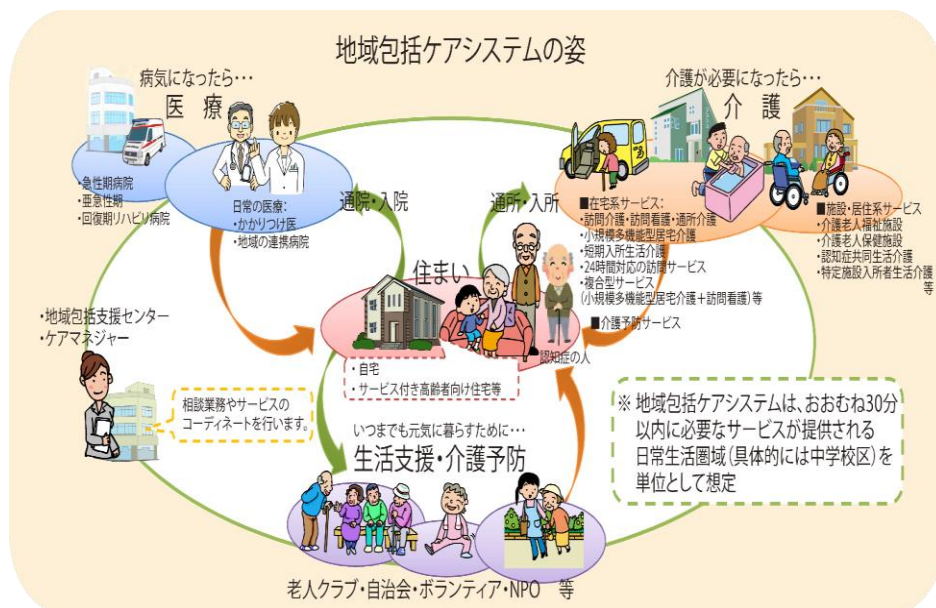 地域包括ケアシステムの姿
病気になったら･･･
医　療
介護が必要になったら･･･
介　護
･急性期病院
･亜急性期
･回復期リハビリ病院
日常の医療：
･かかりつけ医
･地域の連携病院
通院･入院
通所･入所
■在宅系サービス：
･訪問介護･訪問看護･通所介護
･小規模多機能型居宅介護
･短期入所生活介護
･24時間対応の訪問サービス
･複合型サービス
(小規模多機能型居宅介護＋訪問看護)等
■介護予防サービス
■施設･居住系サービス
･介護老人福祉施設
･介護老人保健施設
･認知症共同生活介護
･特定施設入所者生活介護
等
住まい
認知症の人
･自宅
･サービス付き高齢者向け住宅等
･地域包括支援センター
･ケアマネジャー
相談業務やサービスの
コーディネートを行います。
いつまでも元気に暮らすために･･･
生活支援･介護予防
※ 地域包括ケアシステムは、おおむね30分
以内に必要なサービスが提供される
日常生活圏域(具体的には中学校区)を
単位として想定
老人クラブ･自治会･ボランティア･NPO　等